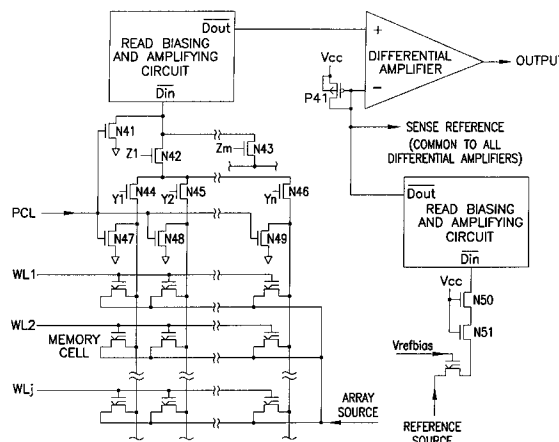 Dout
READ BIASING
AND AMPLIFYING
CIRCUIT
Din
+
DIFFERENTIAL
AMPLIFIER
−
OUTPUT
Vcc
P41
SENSE REFERENCE
(COMMON TO ALL
DIFFERENTIAL AMPLIFIERS)
N41
Z1
N42
Zm
N43
Y1
N44
Y2
N45
Yn
N46
PCL
N47
N48
N49
WL1
WL2
MEMORY
CELL
WLj
ARRAY
SOURCE
Dout
READ BIASING
AND AMPLIFYING
CIRCUIT
Din
Vcc
N50
N51
Vrefbias
REFERENCE
SOURCE